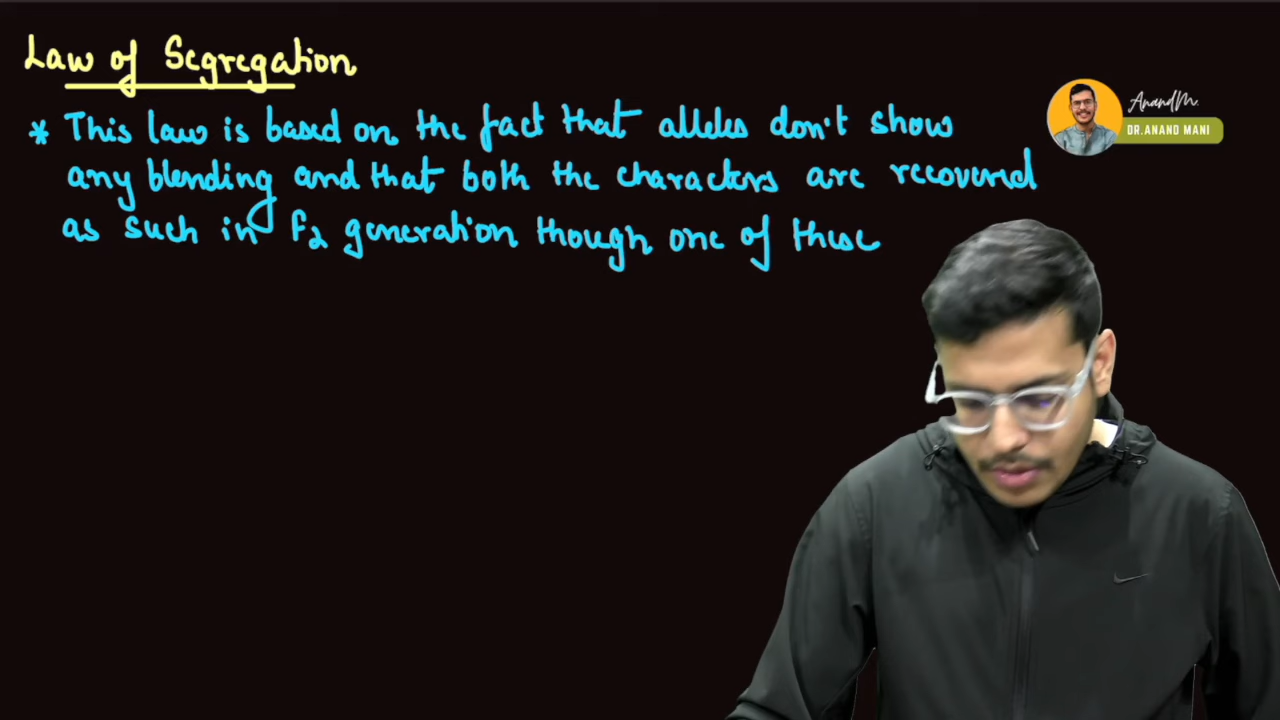 Law of Segregation
* This law is based on the fact that alleles don't show
any blending and that both the characters are recovered
as such in F2 generation though one of these
AnandM.
DR.ANAND MANI